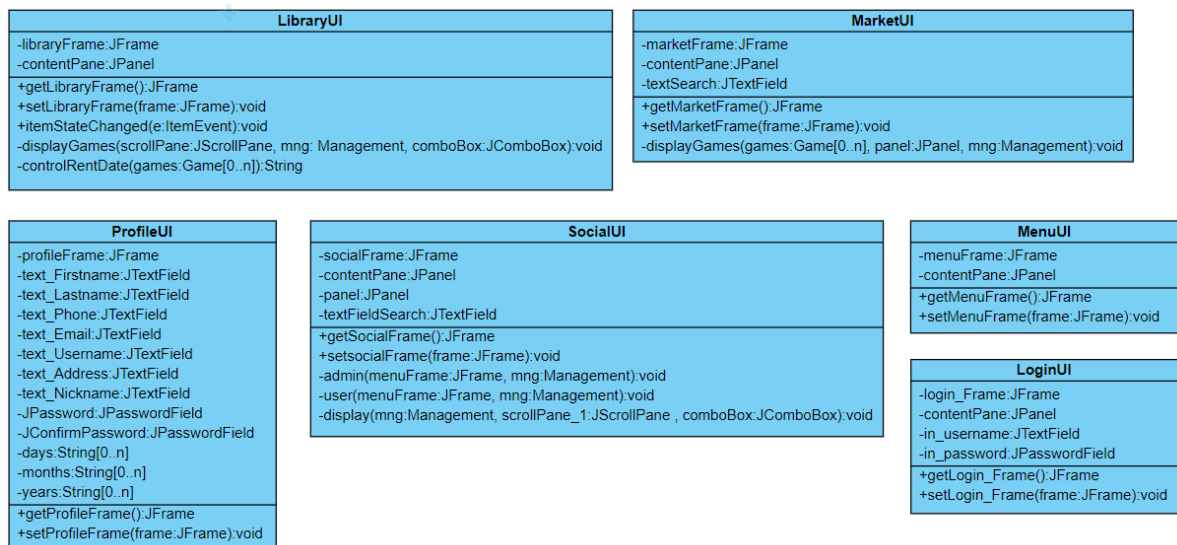 LibraryUI
-libraryFrame:JFrame
-contentPane:JPanel
+getLibraryFrame():JFrame
+setLibraryFrame(frame:JFrame):void
+itemStateChanged(e:ItemEvent):void
-displayGames(scrollPane:JScrollPane, mng: Management, comboBox:JComboBox):void
-controlRentDate(games:Game[0..n]):String
MarketUI
-marketFrame:JFrame
-contentPane:JPanel
-textSearch:JTextField
+getMarketFrame():JFrame
+setMarketFrame(frame:JFrame):void
-displayGames(games:Game[0..n], panel:JPanel, mng:Management):void
ProfileUI
-profileFrame:JFrame
-text_Firstname:JTextField
-text_Lastname:JTextField
-text_Phone:JTextField
-text_Email:JTextField
-text_Username:JTextField
-text_Address:JTextField
-text_Nickname:JTextField
-JPassword:JPasswordField
-JConfirmPassword:JPasswordField
-days:String[0..n]
-months:String[0..n]
-years:String[0..n]
+getProfileFrame():JFrame
+setProfileFrame(frame:JFrame):void
SocialUI
-socialFrame:JFrame
-contentPane:JPanel
-panel:JPanel
-textFieldSearch:JTextField
+getSocialFrame():JFrame
+setsocialFrame(frame:JFrame):void
-admin(menuFrame:JFrame, mng:Management):void
-user(menuFrame:JFrame, mng:Management):void
-display(mng:Management, scrollPane_1:JScrollPane , comboBox:JComboBox):void
MenuUI
-menuFrame:JFrame
-contentPane:JPanel
+getMenuFrame():JFrame
+setMenuFrame(frame:JFrame):void
LoginUI
-login_Frame:JFrame
-contentPane:JPanel
-in_username:JTextField
-in_password:JPasswordField
+getLogin_Frame():JFrame
+setLogin_Frame(frame:JFrame):void